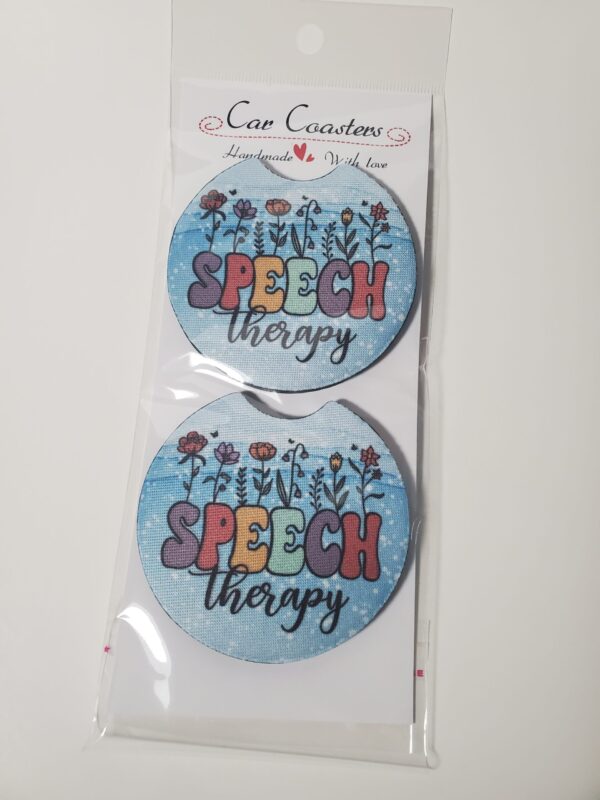 Car Coasters
Handmade With love
SPEECH
therapy
SPEECH
therapy